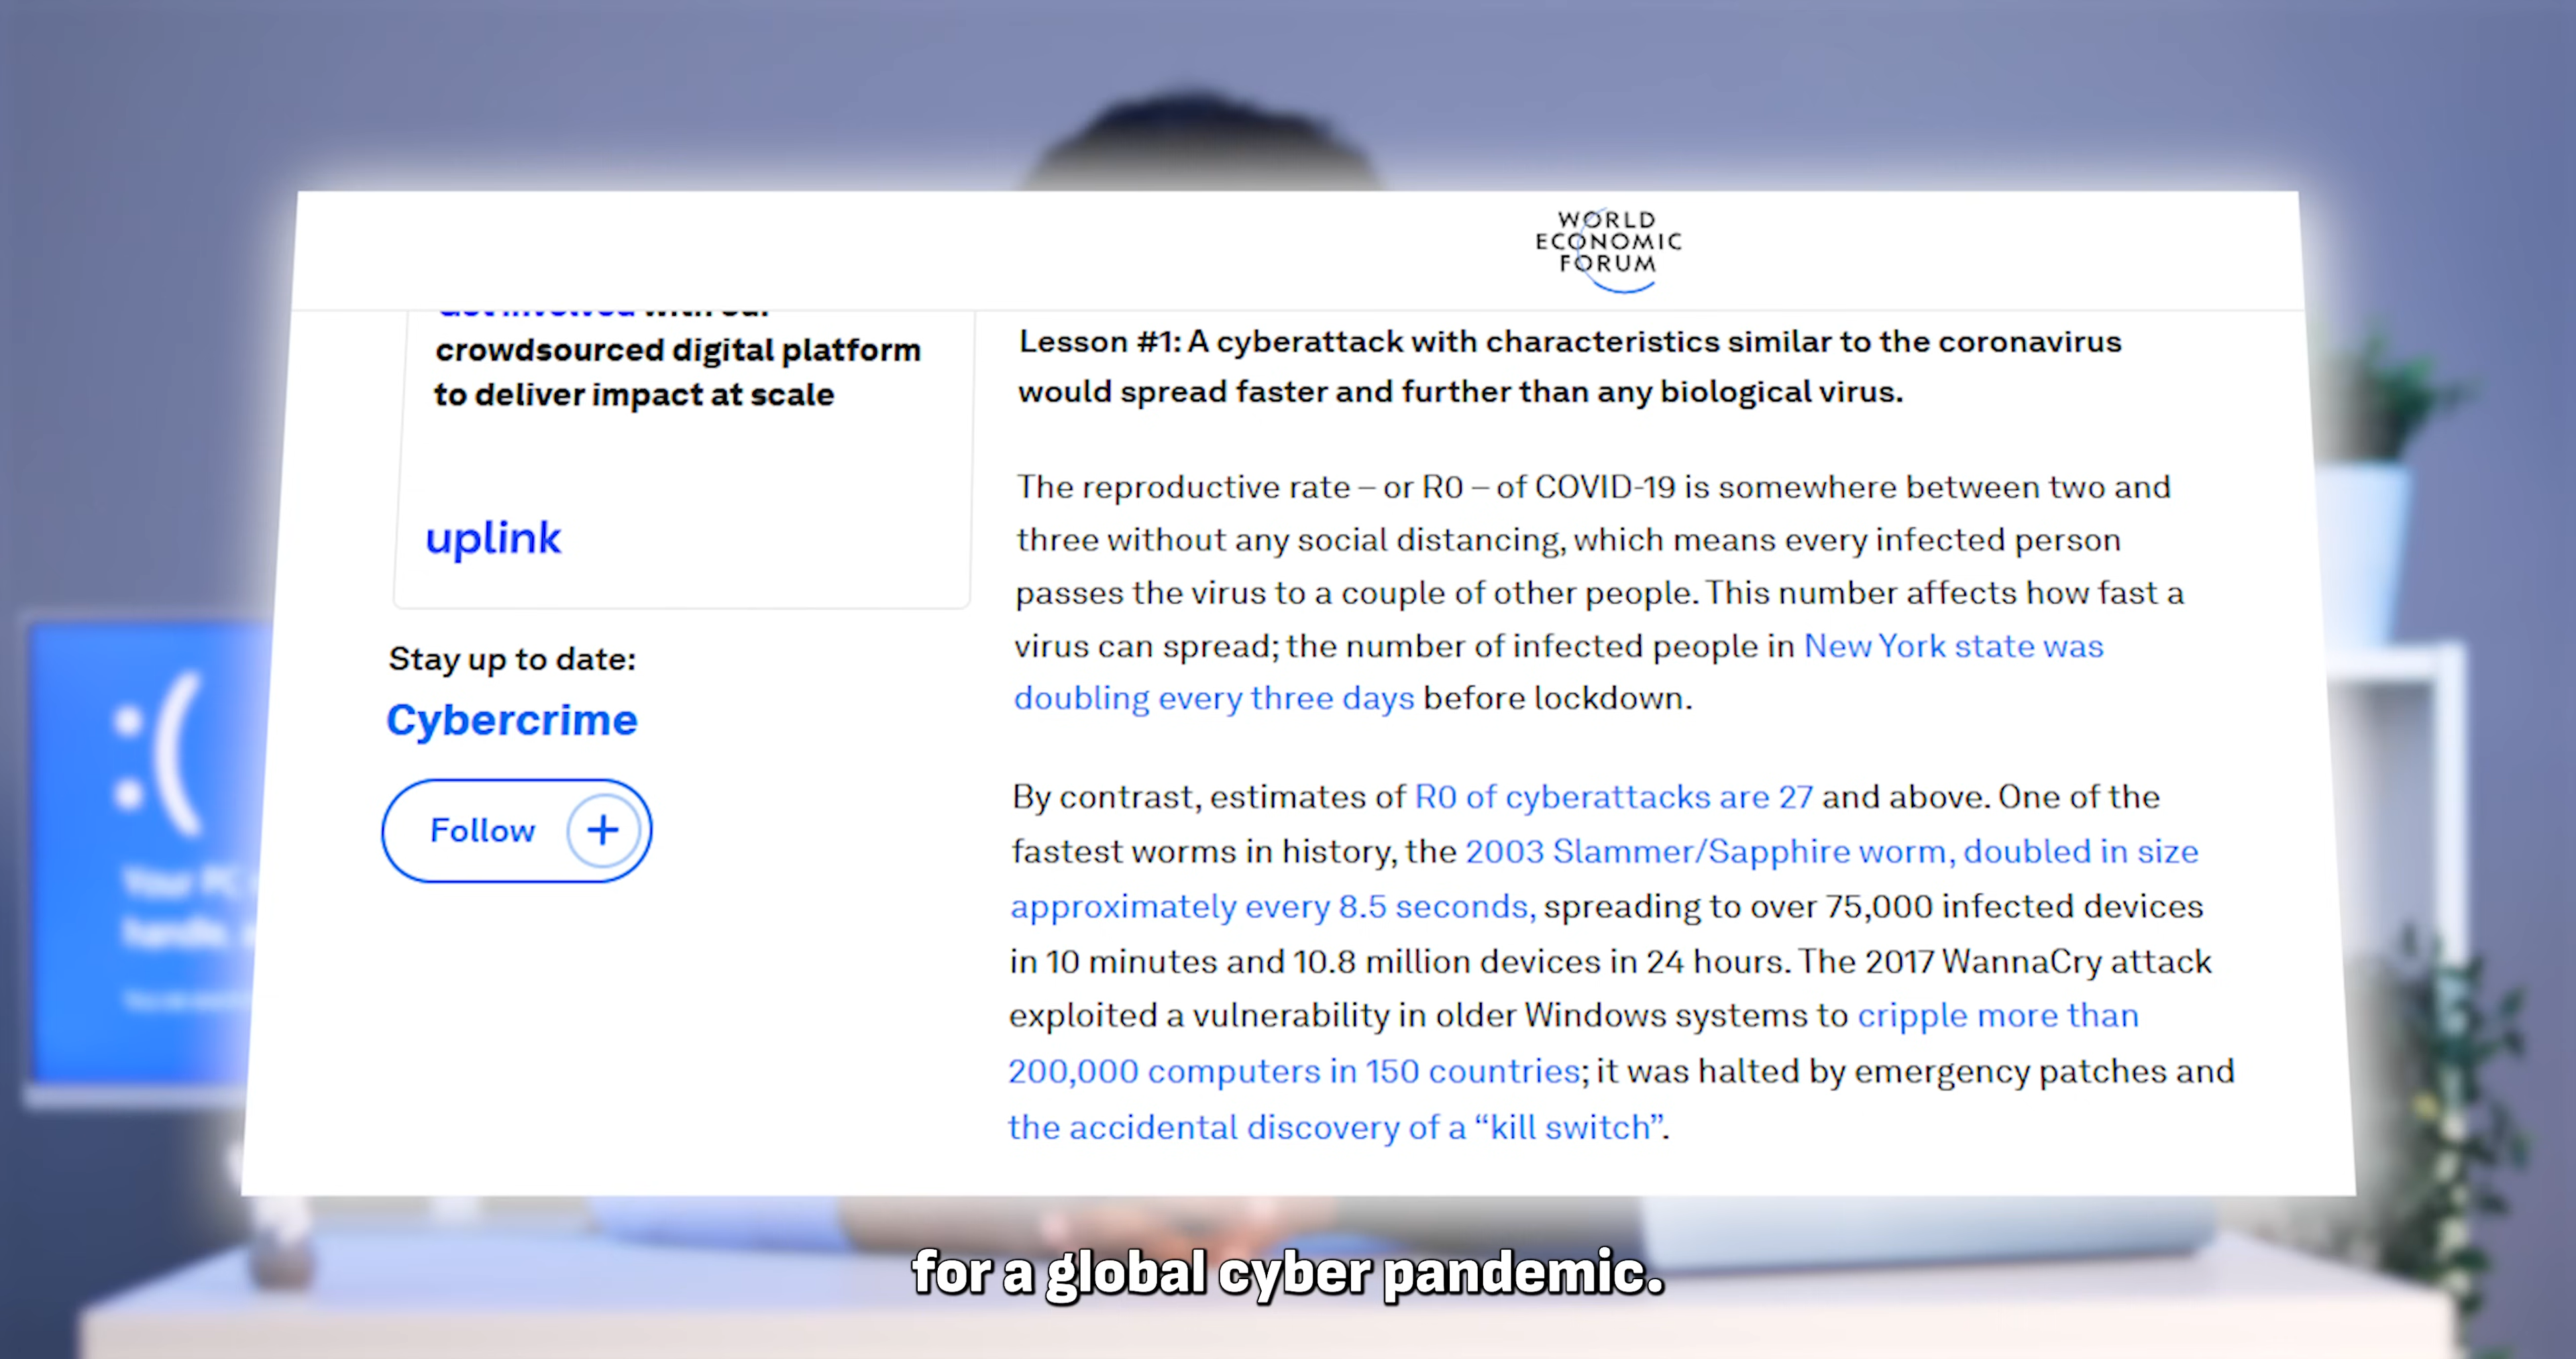 WORLD
ECONOMIC
FORUM
crowdsourced digital platform
to deliver impact at scale
uplink
Stay up to date:
Cybercrime
Follow
Lesson #1: A cyberattack with characteristics similar to the coronavirus
would spread faster and further than any biological virus.
The reproductive rate – or R0 – of COVID-19 is somewhere between two and
three without any social distancing, which means every infected person
passes the virus to a couple of other people. This number affects how fast a
virus can spread; the number of infected people in New York state was
doubling every three days before lockdown.
By contrast, estimates of R0 of cyberattacks are 27 and above. One of the
fastest worms in history, the 2003 Slammer/Sapphire worm, doubled in size
approximately every 8.5 seconds, spreading to over 75,000 infected devices
in 10 minutes and 10.8 million devices in 24 hours. The 2017 WannaCry attack
exploited a vulnerability in older Windows systems to cripple more than
200,000 computers in 150 countries; it was halted by emergency patches and
the accidental discovery of a “kill switch”.
:(
Your PC
handle,
for a global cyber pandemic.